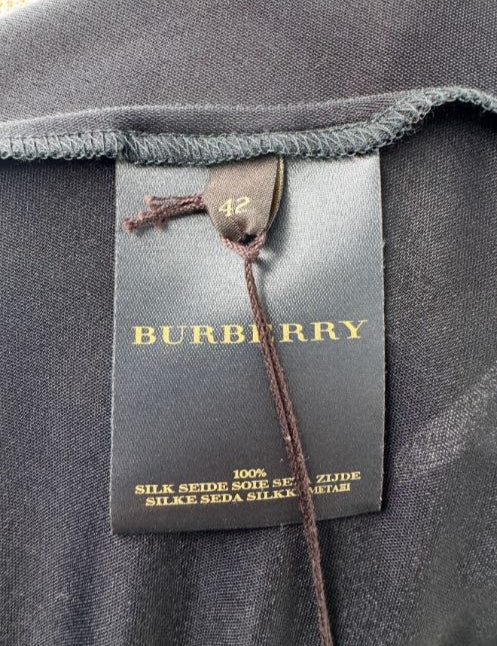 42
BURBERRY
100%
SILK SEIDE SOIE ZIJDE
SILKE SEDA